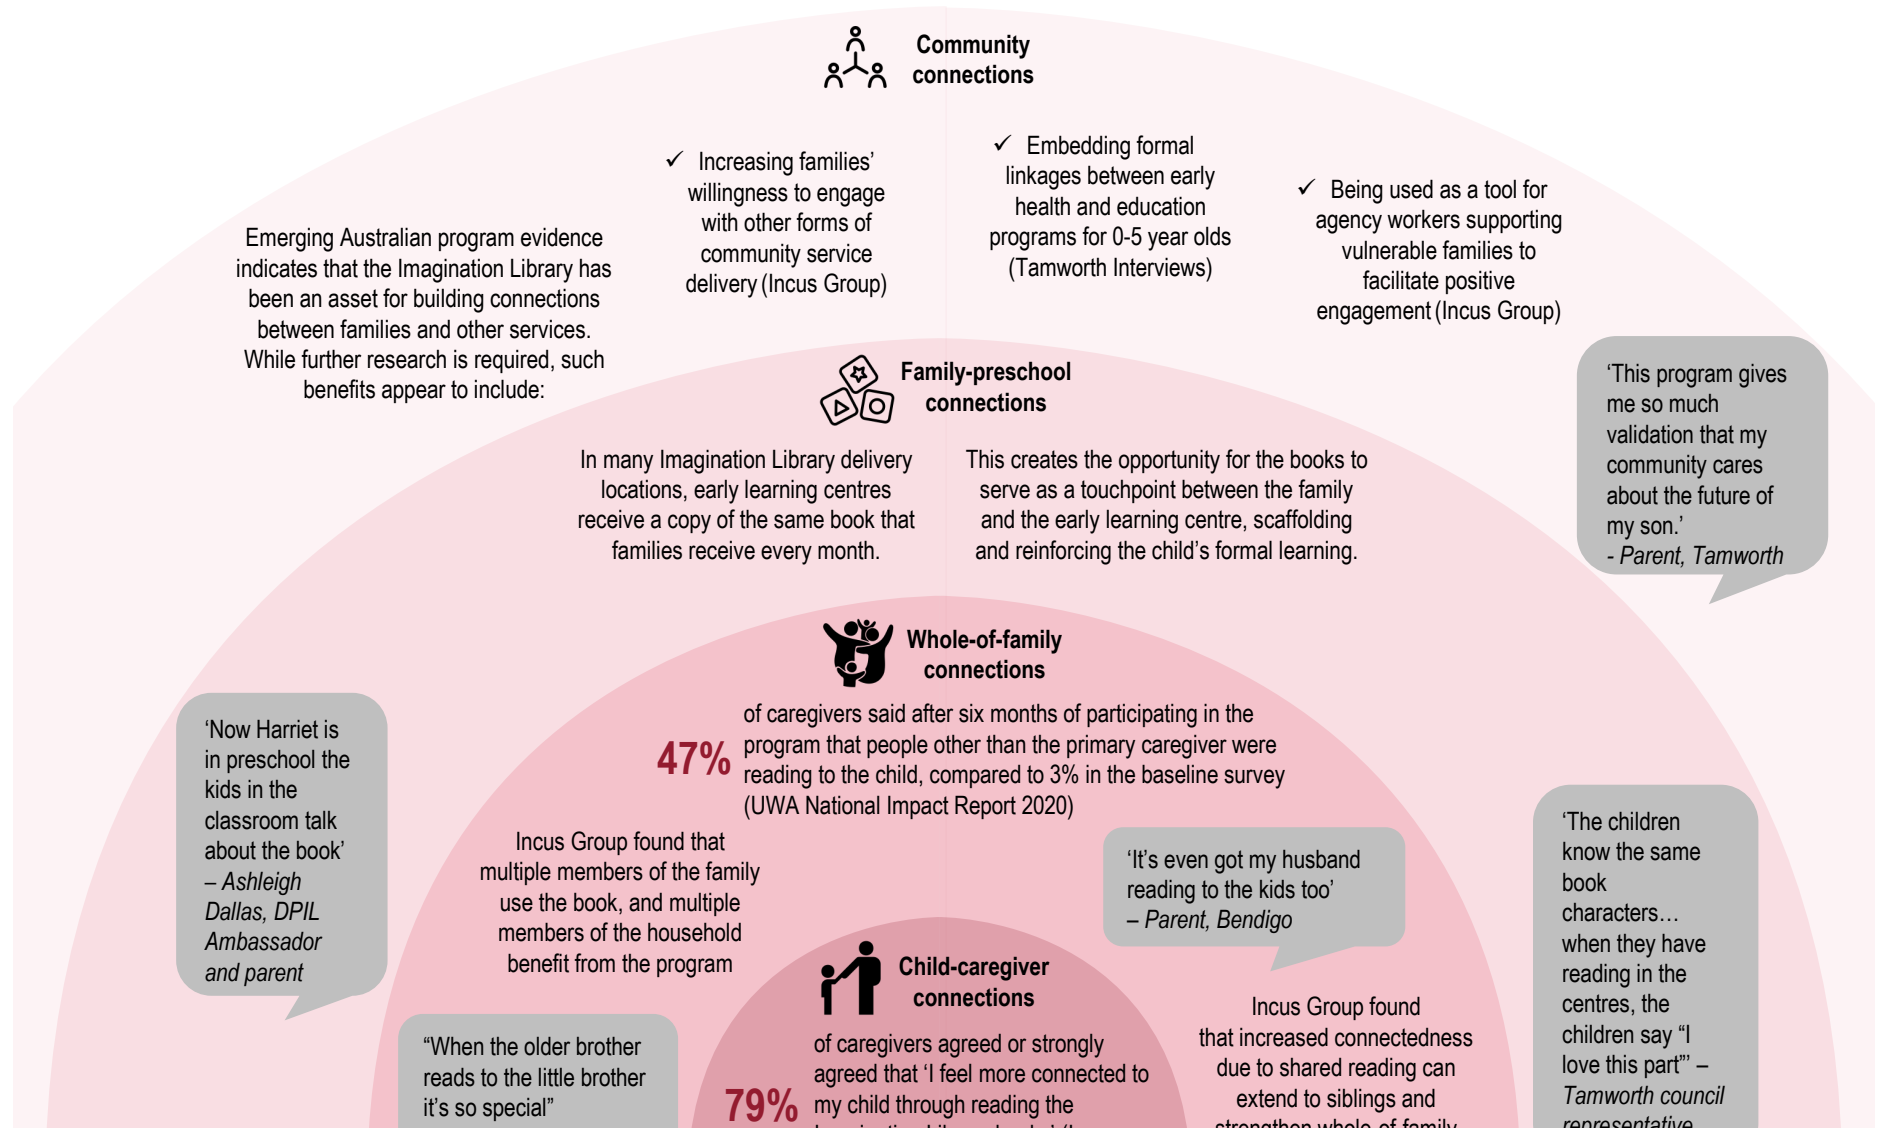 Community
connections
Emerging Australian program evidence
indicates that the Imagination Library has
been an asset for building connections
between families and other services.
While further research is required, such
benefits appear to include:
✓ Increasing families’
willingness to engage
with other forms of
community service
delivery (Incus Group)
✓ Embedding formal
linkages between early
health and education
programs for 0-5 year olds
(Tamworth Interviews)
✓ Being used as a tool for
agency workers supporting
vulnerable families to
facilitate positive
engagement (Incus Group)
‘This program gives
me so much
validation that my
community cares
about the future of
my son.’
- Parent, Tamworth
Family-preschool
connections
In many Imagination Library delivery
locations, early learning centres
receive a copy of the same book that
families receive every month.
This creates the opportunity for the books to
serve as a touchpoint between the family
and the early learning centre, scaffolding
and reinforcing the child’s formal learning.
‘Now Harriet is
in preschool the
kids in the
classroom talk
about the book’
– Ashleigh
Dallas, DPIL
Ambassador
and parent
Whole-of-family
connections
47%
of caregivers said after six months of participating in the
program that people other than the primary caregiver were
reading to the child, compared to 3% in the baseline survey
(UWA National Impact Report 2020)
Incus Group found that
multiple members of the family
use the book, and multiple
members of the household
benefit from the program
‘It’s even got my husband
reading to the kids too’
– Parent, Bendigo
‘The children
know the same
book
characters…
when they have
reading in the
centres, the
children say “I
love this part”’ –
Tamworth council
representative
“When the older brother
reads to the little brother
it’s so special”
Child-caregiver
connections
79%
of caregivers agreed or strongly
agreed that ‘I feel more connected to
my child through reading the
Incus Group found
that increased connectedness
due to shared reading can
extend to siblings and
strengthen whole-of-family